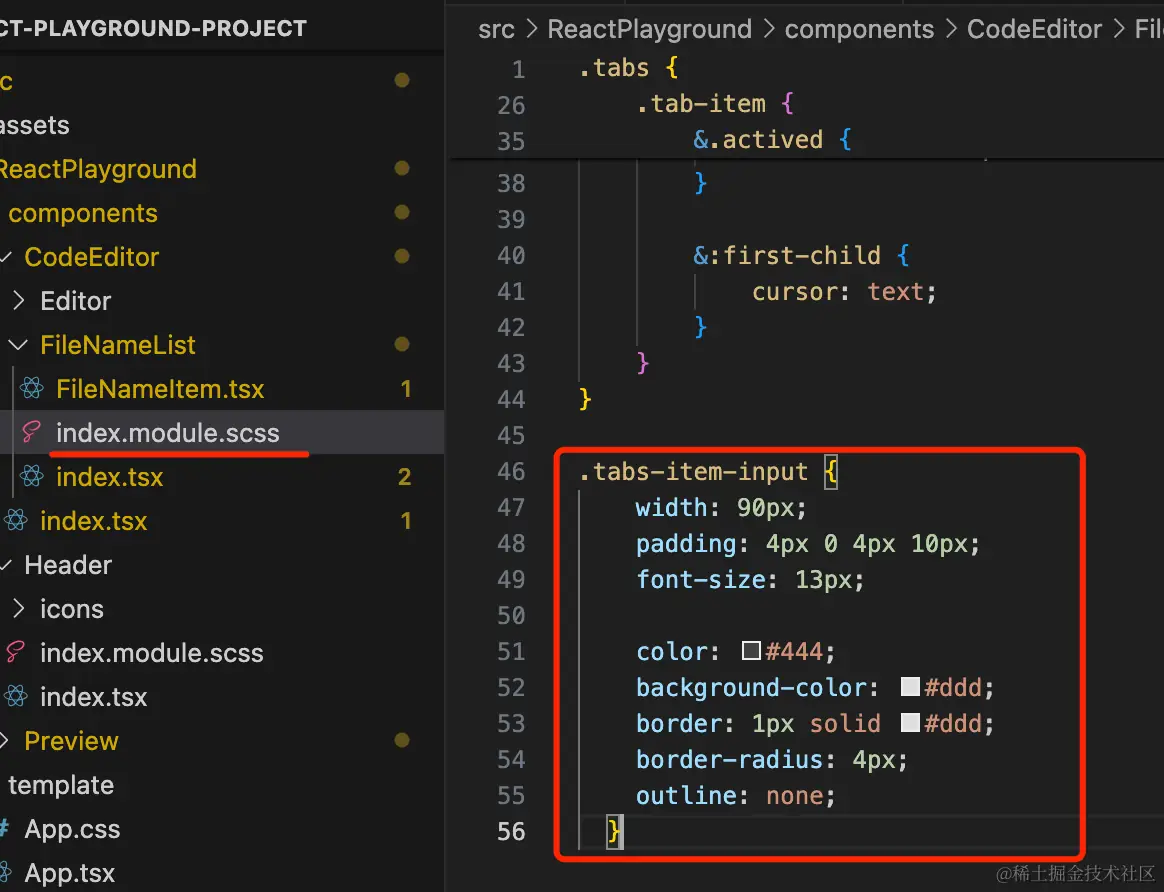 CT-PLAYGROUND-PROJECT
c
assets
ReactPlayground
components
CodeEditor
Editor
FileNameList
FileNameItem.tsx 1
index.module.scss
index.tsx 2
index.tsx 1
Header
icons
index.module.scss
index.tsx
Preview
template
# App.css
App.tsx
src > ReactPlayground > components > CodeEditor > File
1 .tabs {
26 .tab-item {
35 &.actived {
38 }
39
40 &:first-child {
41 cursor: text;
42 }
43 }
44 }
45
46 .tabs-item-input {
47 width: 90px;
48 padding: 4px 0 4px 10px;
49 font-size: 13px;
50
51 color: #444;
52 background-color: #ddd;
53 border: 1px solid #ddd;
54 border-radius: 4px;
55 outline: none;
56 }
@稀土掘金技术社区